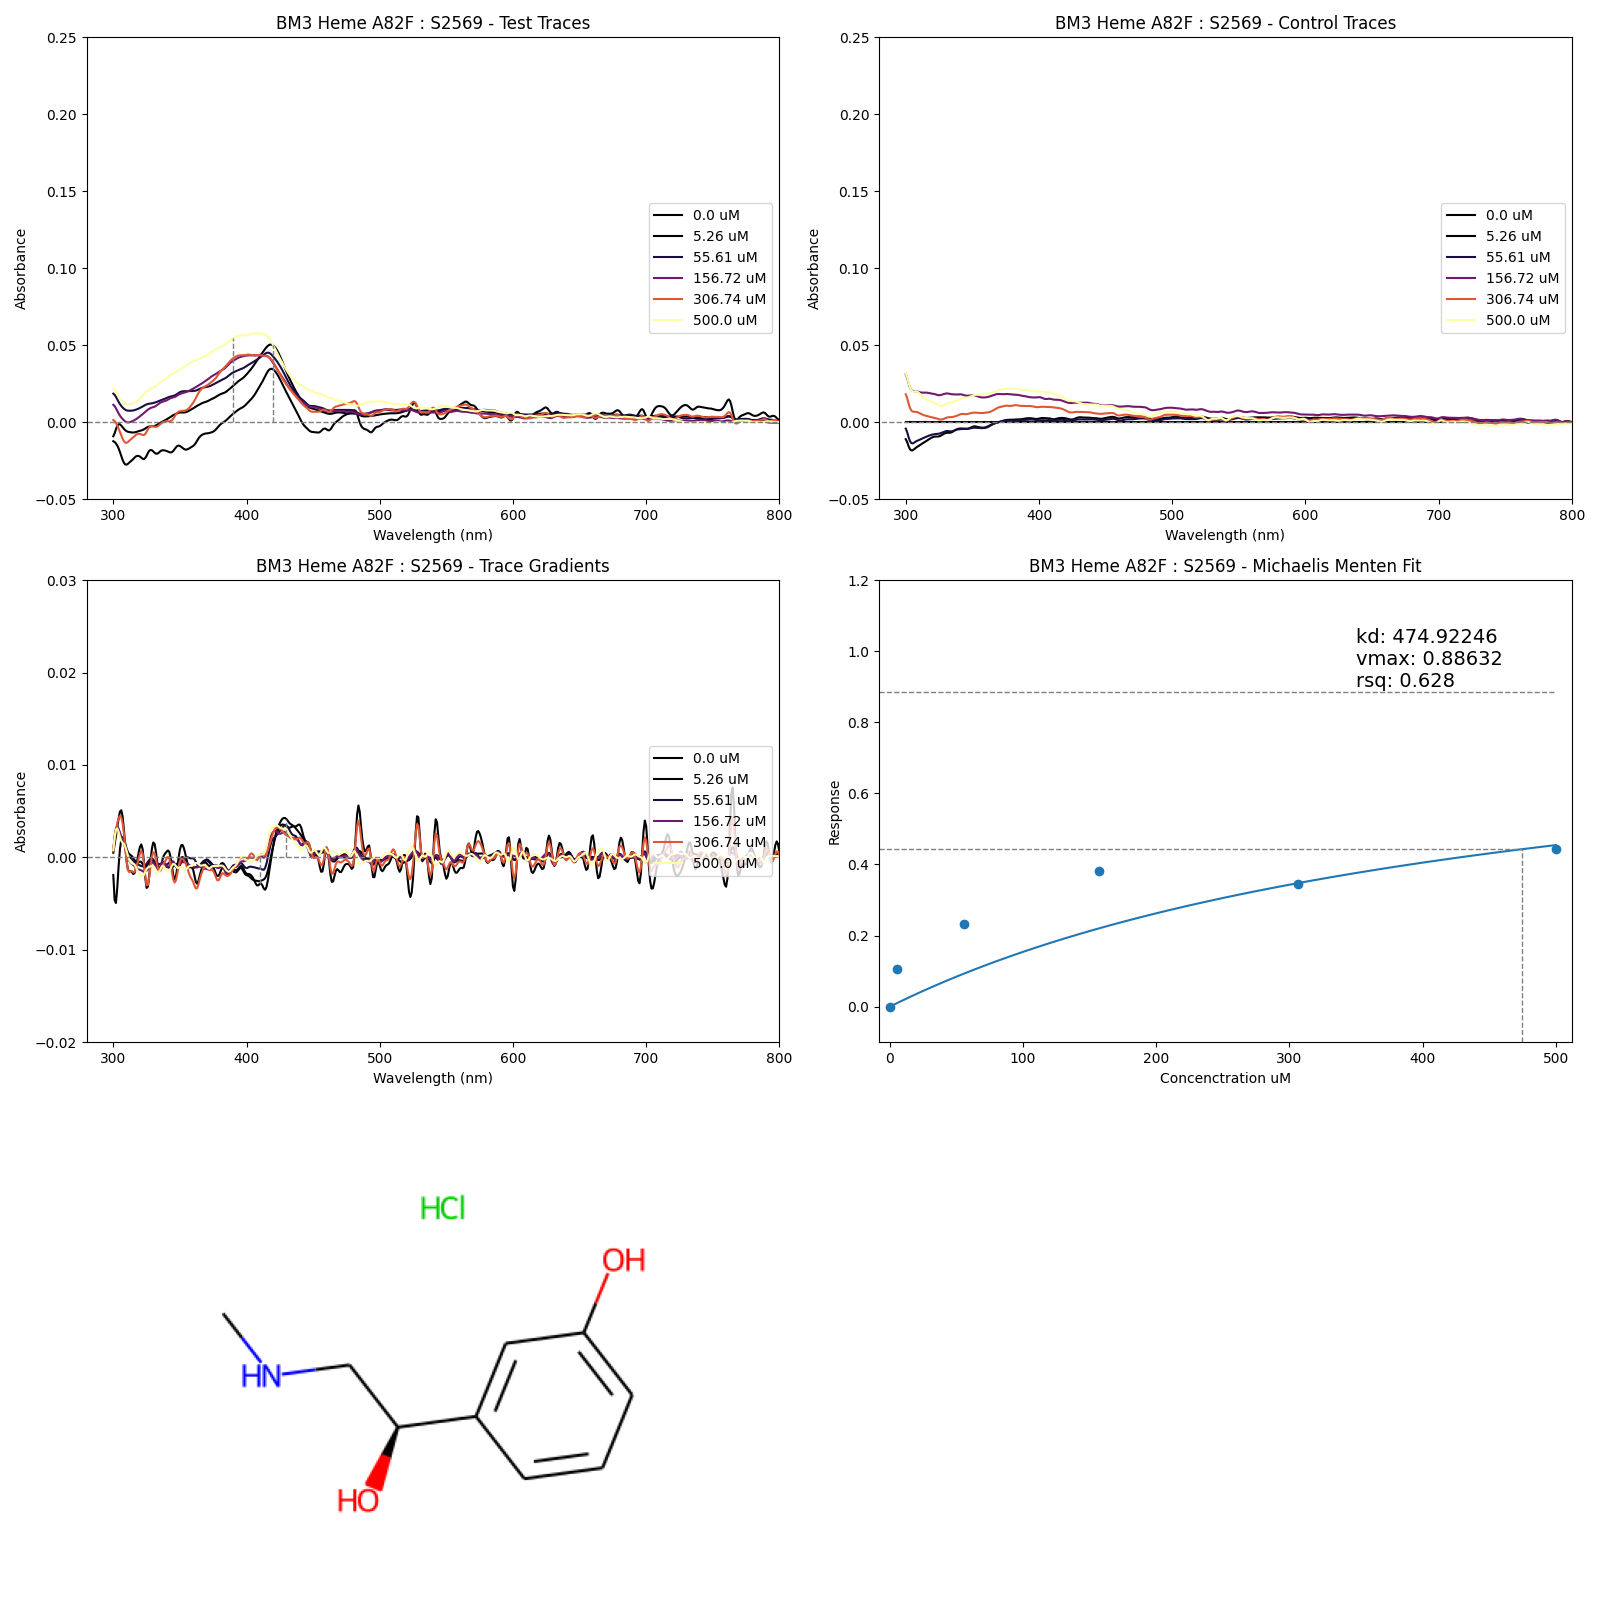 BM3 Heme A82F : S2569 - Test Traces
0.25
0.20
0.15
0.10
0.05
0.00
−0.05
Absorbance
300
400
500
600
700
800
Wavelength (nm)
0.0 uM
5.26 uM
55.61 uM
156.72 uM
306.74 uM
500.0 uM
BM3 Heme A82F : S2569 - Control Traces
0.25
0.20
0.15
0.10
0.05
0.00
−0.05
Absorbance
300
400
500
600
700
800
Wavelength (nm)
0.0 uM
5.26 uM
55.61 uM
156.72 uM
306.74 uM
500.0 uM
BM3 Heme A82F : S2569 - Trace Gradients
0.03
0.02
0.01
0.00
−0.01
−0.02
Absorbance
300
400
500
600
700
800
Wavelength (nm)
0.0 uM
5.26 uM
55.61 uM
156.72 uM
306.74 uM
500.0 uM
BM3 Heme A82F : S2569 - Michaelis Menten Fit
1.2
1.0
0.8
0.6
0.4
0.2
0.0
Response
kd: 474.92246
vmax: 0.88632
rsq: 0.628
0
100
200
300
400
500
Concenctration uM
HCl
OH
HN
HO